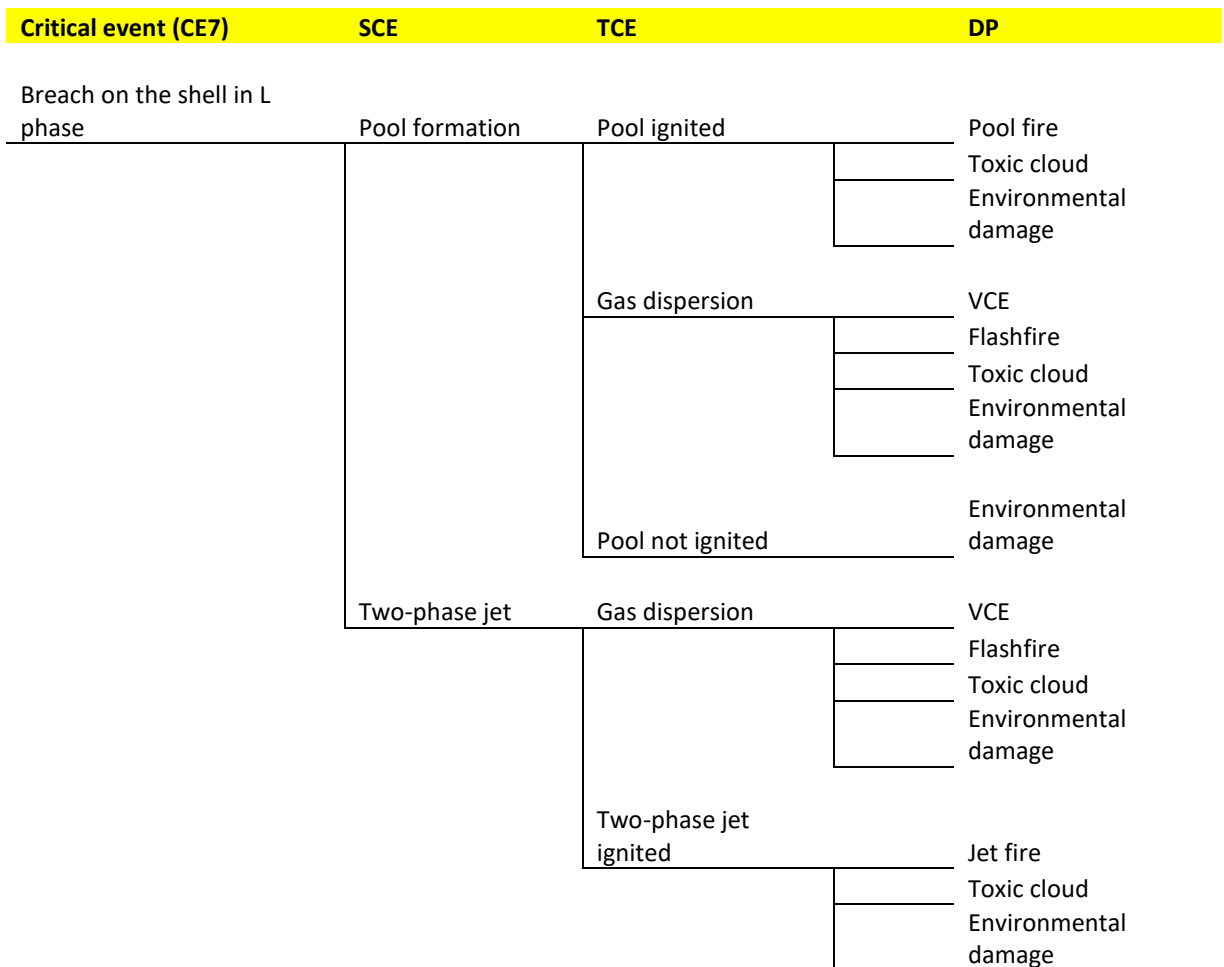 Critical event (CE7) SCE TCE DP
Breach on the shell in L
phase Pool formation Pool ignited Pool fire
Toxic cloud
Environmental
damage
Gas dispersion VCE
Flashfire
Toxic cloud
Environmental
damage
Environmental
Pool not ignited damage
Two-phase jet Gas dispersion VCE
Flashfire
Toxic cloud
Environmental
damage
Two-phase jet
ignited Jet fire
Toxic cloud
Environmental
damage